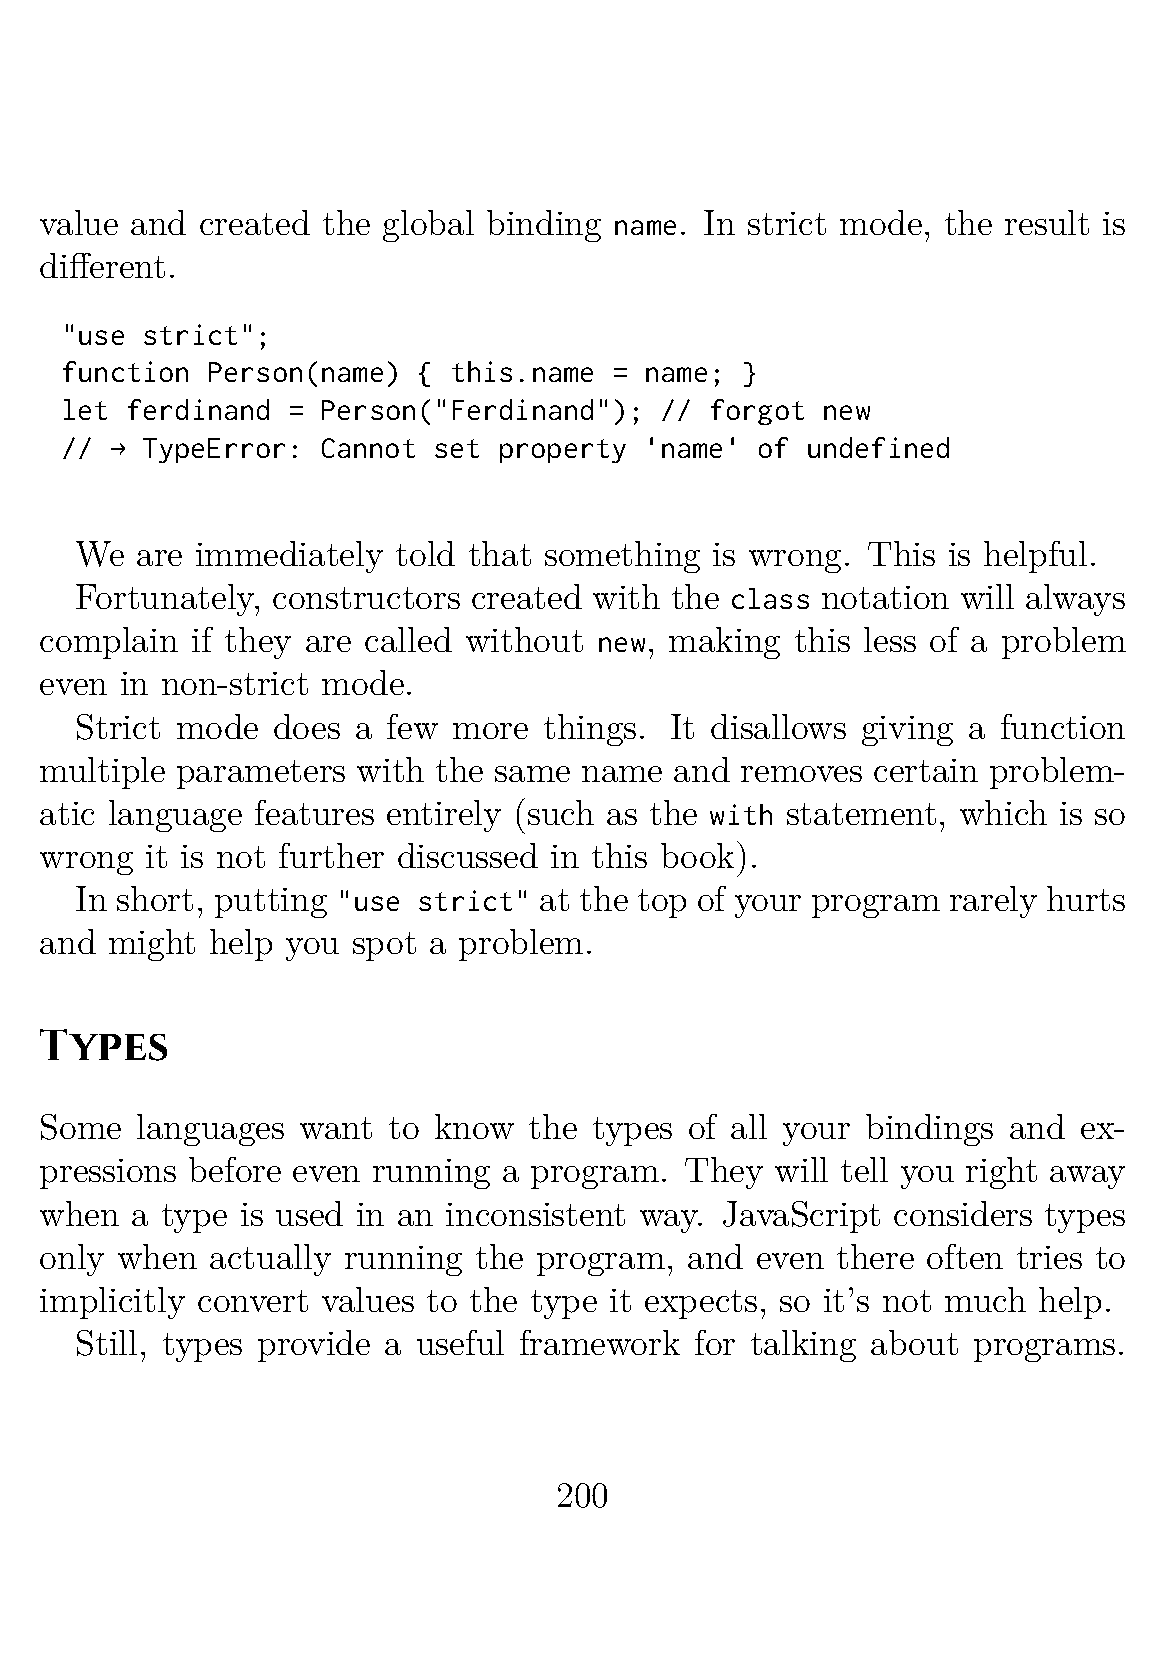 value and created the global binding name. In strict mode, the result is
different.
"use strict";
function Person(name) { this.name = name; }
let ferdinand = Person("Ferdinand"); // forgot new
// → TypeError: Cannot set property 'name' of undefined
We are immediately told that something is wrong. This is helpful.
Fortunately, constructors created with the class notation will always
complain if they are called without new, making this less of a problem
even in non-strict mode.
Strict mode does a few more things. It disallows giving a function
multiple parameters with the same name and removes certain problem-
atic language features entirely (such as the with statement, which is so
wrong it is not further discussed in this book).
In short, putting "use strict" at the top of your program rarely hurts
and might help you spot a problem.
Types
Some languages want to know the types of all your bindings and ex-
pressions before even running a program. They will tell you right away
when a type is used in an inconsistent way. JavaScript considers types
only when actually running the program, and even there often tries to
implicitly convert values to the type it expects, so it's not much help.
Still, types provide a useful framework for talking about programs.
200